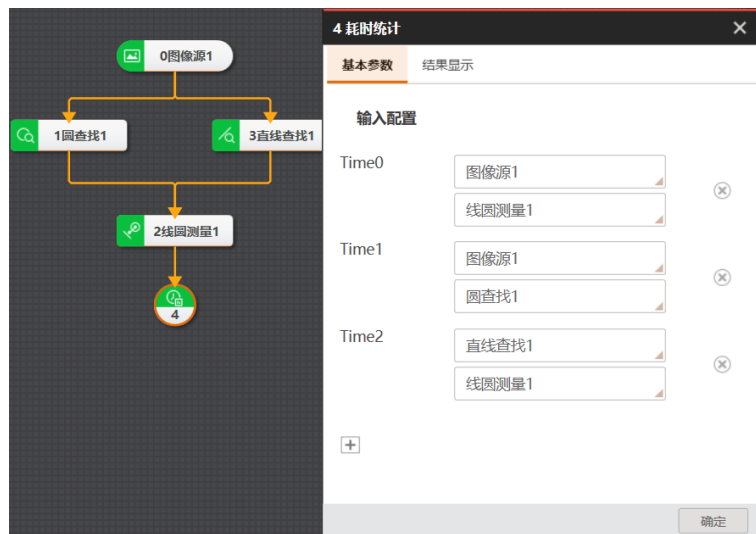 0图像源1
1圆查找1
3直线查找1
2线圆测量1
4
4 耗时统计
基本参数 结果显示
输入配置
Time0
图像源1
线圆测量1
Time1
图像源1
圆查找1
Time2
直线查找1
线圆测量1
确定